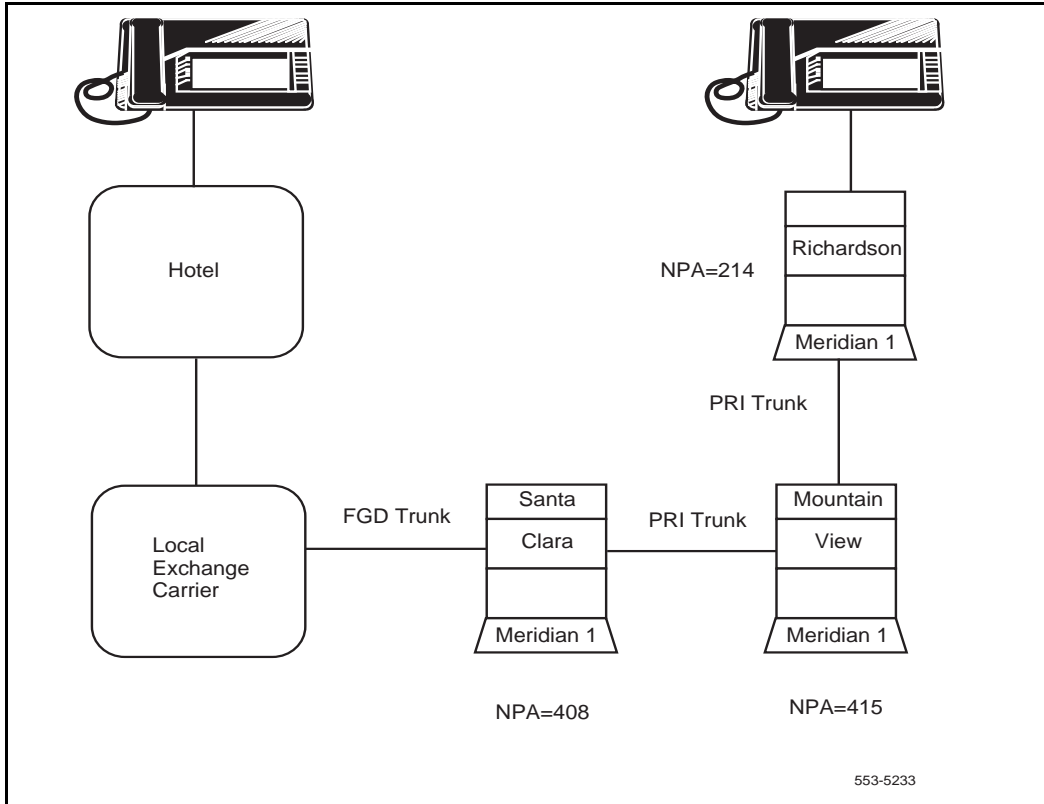 Hotel
NPA=214
Richardson
Meridian 1
PRI Trunk
Local
Exchange
Carrier
FGD Trunk
Santa
Clara
Meridian 1
NPA=408
PRI Trunk
Mountain
View
Meridian 1
NPA=415
553-5233